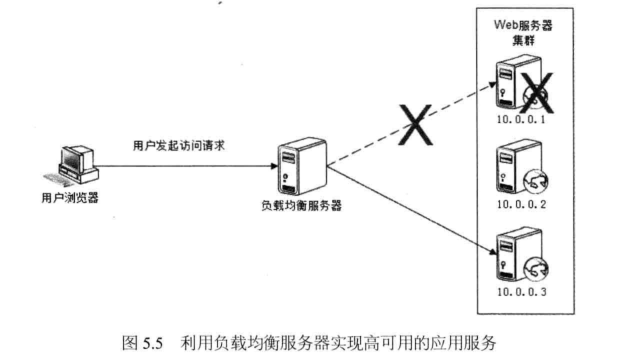 Web服务器
集群
10.0.0.1
用户发起访问请求
用户浏览器
负载均衡服务器
10.0.0.2
10.0.0.3
图 5.5 利用负载均衡服务器实现高可用的应用服务